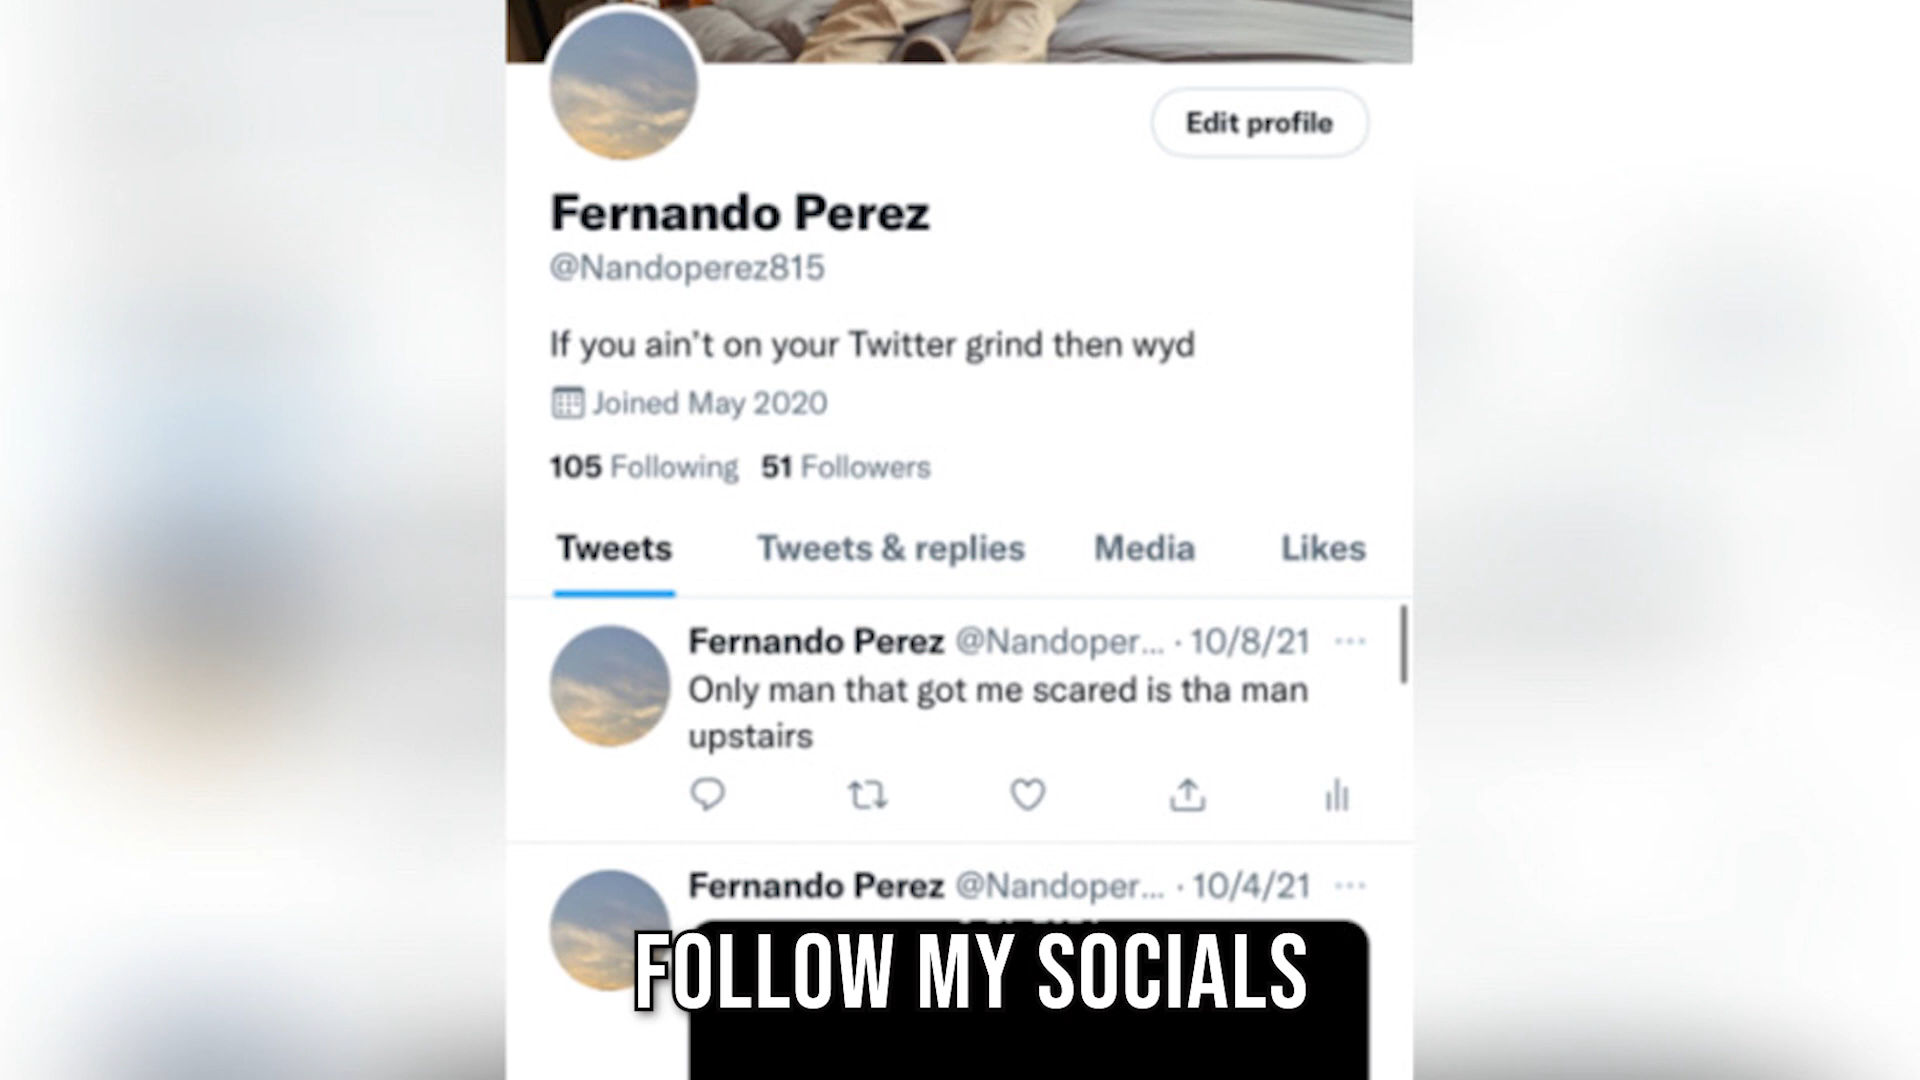 Edit profile
Fernando Perez
@Nandoperez815
If you ain't on your Twitter grind then wyd
Joined May 2020
105 Following 51 Followers
Tweets Tweets & replies Media Likes
Fernando Perez @Nandoper... · 10/8/21 ···
Only man that got me scared is tha man
upstairs
Fernando Perez @Nandoper... · 10/4/21 ···
FOLLOW MY SOCIALS